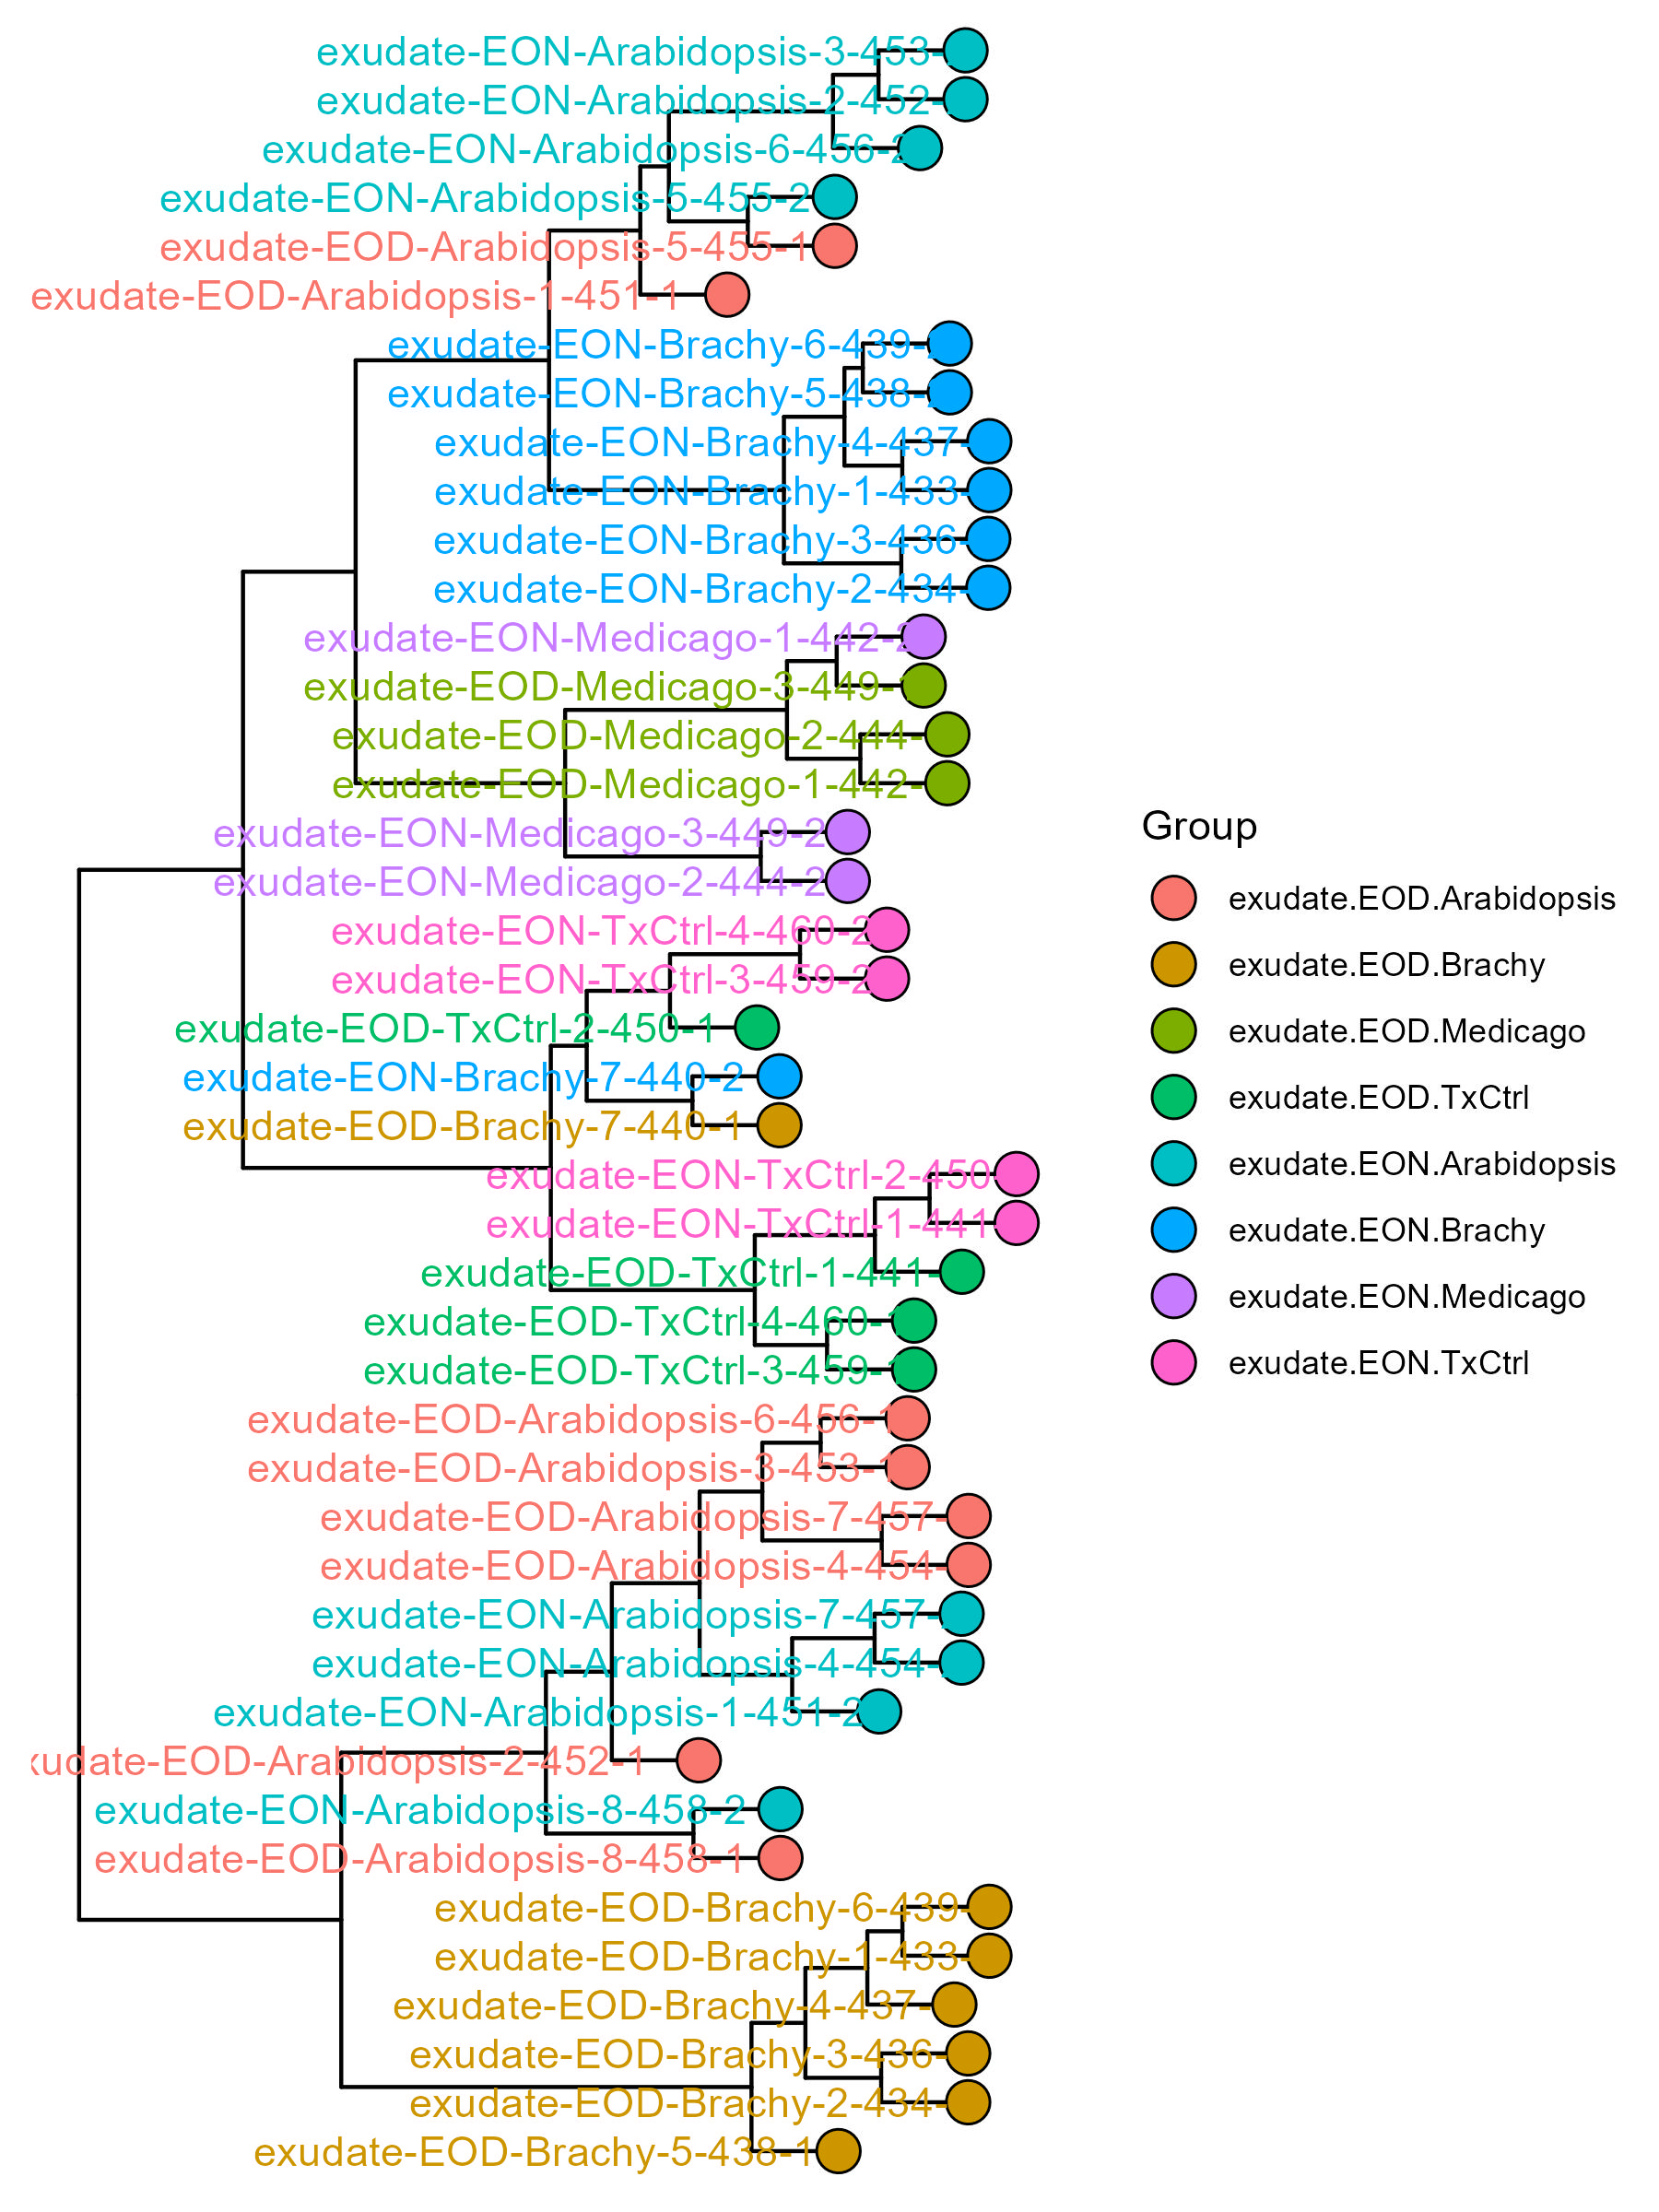 exudate-EON-Arabidopsis-3-453-
exudate-EON-Arabidopsis-2-452-
exudate-EON-Arabidopsis-6-456-2
exudate-EON-Arabidopsis-5-455-2
exudate-EOD-Arabidopsis-5-455-1
exudate-EOD-Arabidopsis-1-451-1
exudate-EON-Brachy-6-439-
exudate-EON-Brachy-5-438-
exudate-EON-Brachy-4-437-
exudate-EON-Brachy-1-433-
exudate-EON-Brachy-3-436-
exudate-EON-Brachy-2-434-
exudate-EON-Medicago-1-442-2
exudate-EOD-Medicago-3-449-1
exudate-EOD-Medicago-2-444-
exudate-EOD-Medicago-1-442-
exudate-EON-Medicago-3-449-2
exudate-EON-Medicago-2-444-2
exudate-EON-TxCtrl-4-460-2
exudate-EON-TxCtrl-3-459-2
exudate-EOD-TxCtrl-2-450-1
exudate-EON-Brachy-7-440-2
exudate-EOD-Brachy-7-440-1
exudate-EON-TxCtrl-2-450
exudate-EON-TxCtrl-1-441
exudate-EOD-TxCtrl-1-441-
exudate-EOD-TxCtrl-4-460-1
exudate-EOD-TxCtrl-3-459-1
exudate-EOD-Arabidopsis-6-456-1
exudate-EOD-Arabidopsis-3-453-1
exudate-EOD-Arabidopsis-7-457-
exudate-EOD-Arabidopsis-4-454-
exudate-EON-Arabidopsis-7-457-
exudate-EON-Arabidopsis-4-454-
exudate-EON-Arabidopsis-1-451-2
xudate-EOD-Arabidopsis-2-452-1
exudate-EON-Arabidopsis-8-458-2
exudate-EOD-Arabidopsis-8-458-1
exudate-EOD-Brachy-6-439-
exudate-EOD-Brachy-1-433-
exudate-EOD-Brachy-4-437-
exudate-EOD-Brachy-3-436-
exudate-EOD-Brachy-2-434-
exudate-EOD-Brachy-5-438-1
Group
exudate.EOD.Arabidopsis
exudate.EOD.Brachy
exudate.EOD.Medicago
exudate.EOD.TxCtrl
exudate.EON.Arabidopsis
exudate.EON.Brachy
exudate.EON.Medicago
exudate.EON.TxCtrl